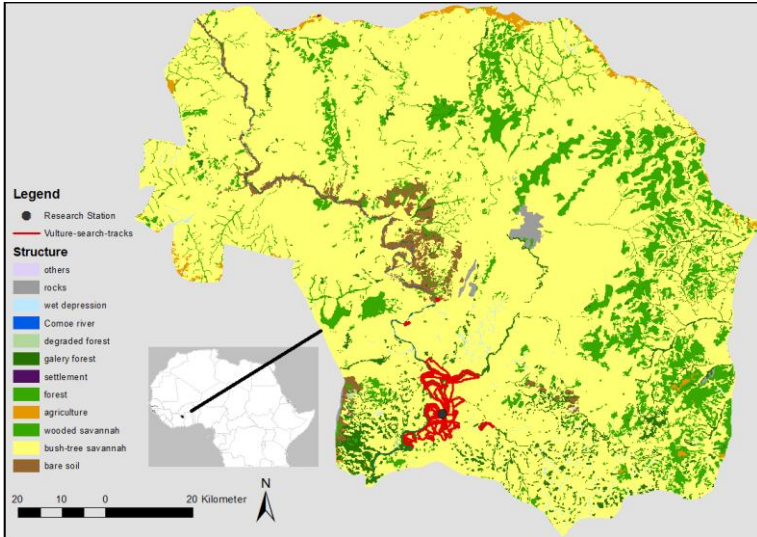 Legend
Research Station
Vulture-search-tracks
Structure
others
rocks
wet depression
Comoe river
degraded forest
galery forest
settlement
forest
agriculture
wooded savannah
bush-tree savannah
bare soil
20 10 0 20 Kilometer
N